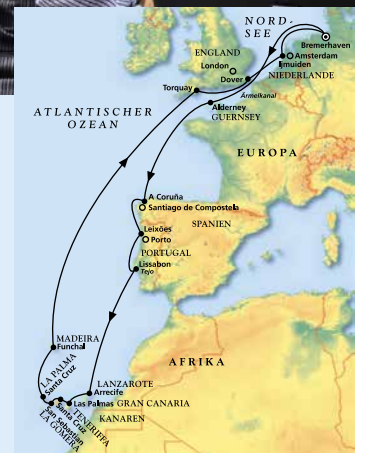 NORD-
SEE
Bremerhaven
ENGLAND
Amsterdam
London
Ijmuiden
Dover
NIEDERLANDE
Torquay
Ärmelkanal
Alderney
GUERNSEY
ATLANTISCHER
OZEAN
EUROPA
A Coruña
Santiago de Compostela
SPANIEN
Leixões
Porto
PORTUGAL
Lissabon
Tejo
MADEIRA
Funchal
AFRIKA
LA PALMA
Santa Cruz
LANZAROTE
Arrecife
Las Palmas GRAN CANARIA
TENERIFFA
Santa Cruz
San Sebastian
LA GOMERA
KANAREN